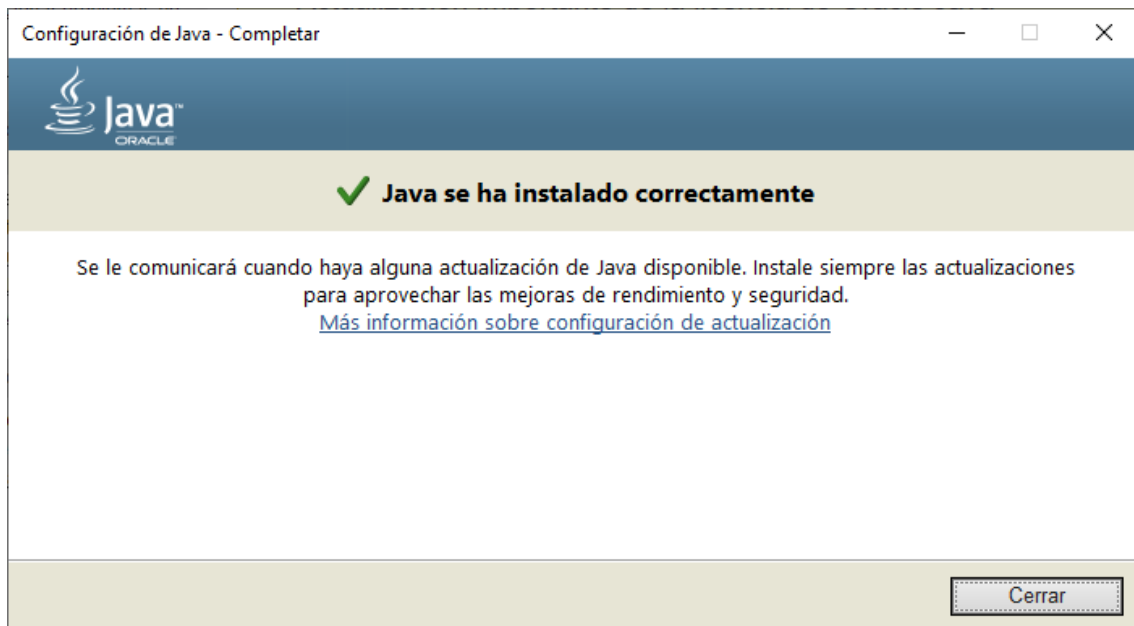 Configuración de Java - Completar
Java™
ORACLE
Java se ha instalado correctamente
Se le comunicará cuando haya alguna actualización de Java disponible. Instale siempre las actualizaciones
para aprovechar las mejoras de rendimiento y seguridad.
Más información sobre configuración de actualización
Cerrar